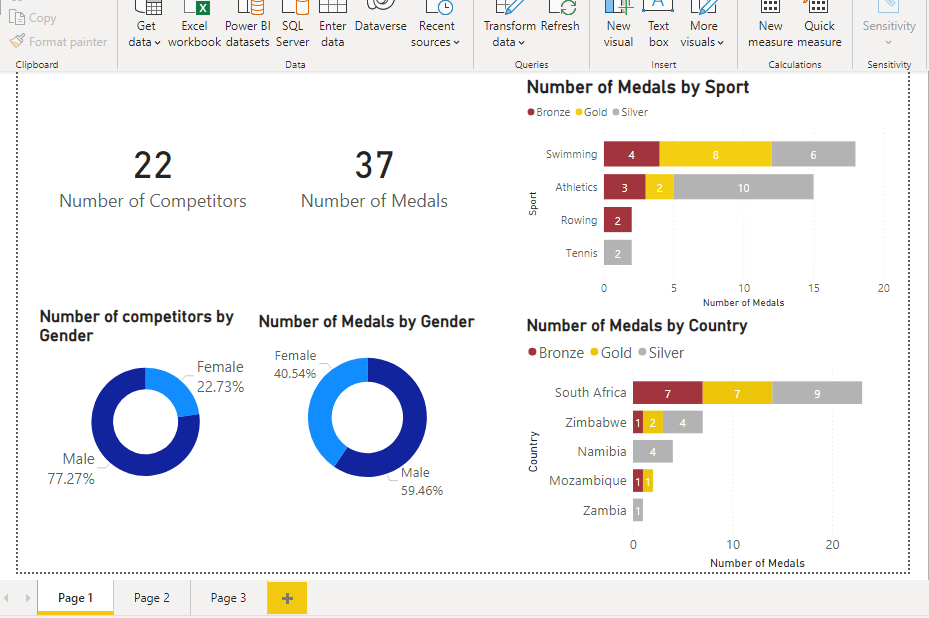 Copy
Format painter
Clipboard
Get data
Excel workbook
Power BI datasets
SQL Server
Enter data
Dataverse
Recent sources
Data
Transform data
Refresh
Queries
New visual
Text box
More visuals
Insert
New measure
Quick measure
Calculations
Sensitivity
Sensitivity
22
Number of Competitors
37
Number of Medals
Number of Medals by Sport
Bronze Gold Silver
Sport
Swimming 4 8 6
Athletics 3 2 10
Rowing 2
Tennis 2
0 5 10 15 20
Number of Medals
Number of competitors by
Gender
Female
22.73%
Male
77.27%
Number of Medals by Gender
Female
40.54%
Male
59.46%
Number of Medals by Country
Bronze Gold Silver
Country
South Africa 7 7 9
Zimbabwe 1 2 4
Namibia 4
Mozambique 1 1
Zambia 1
0 10 20
Number of Medals
Page 1 Page 2 Page 3 +